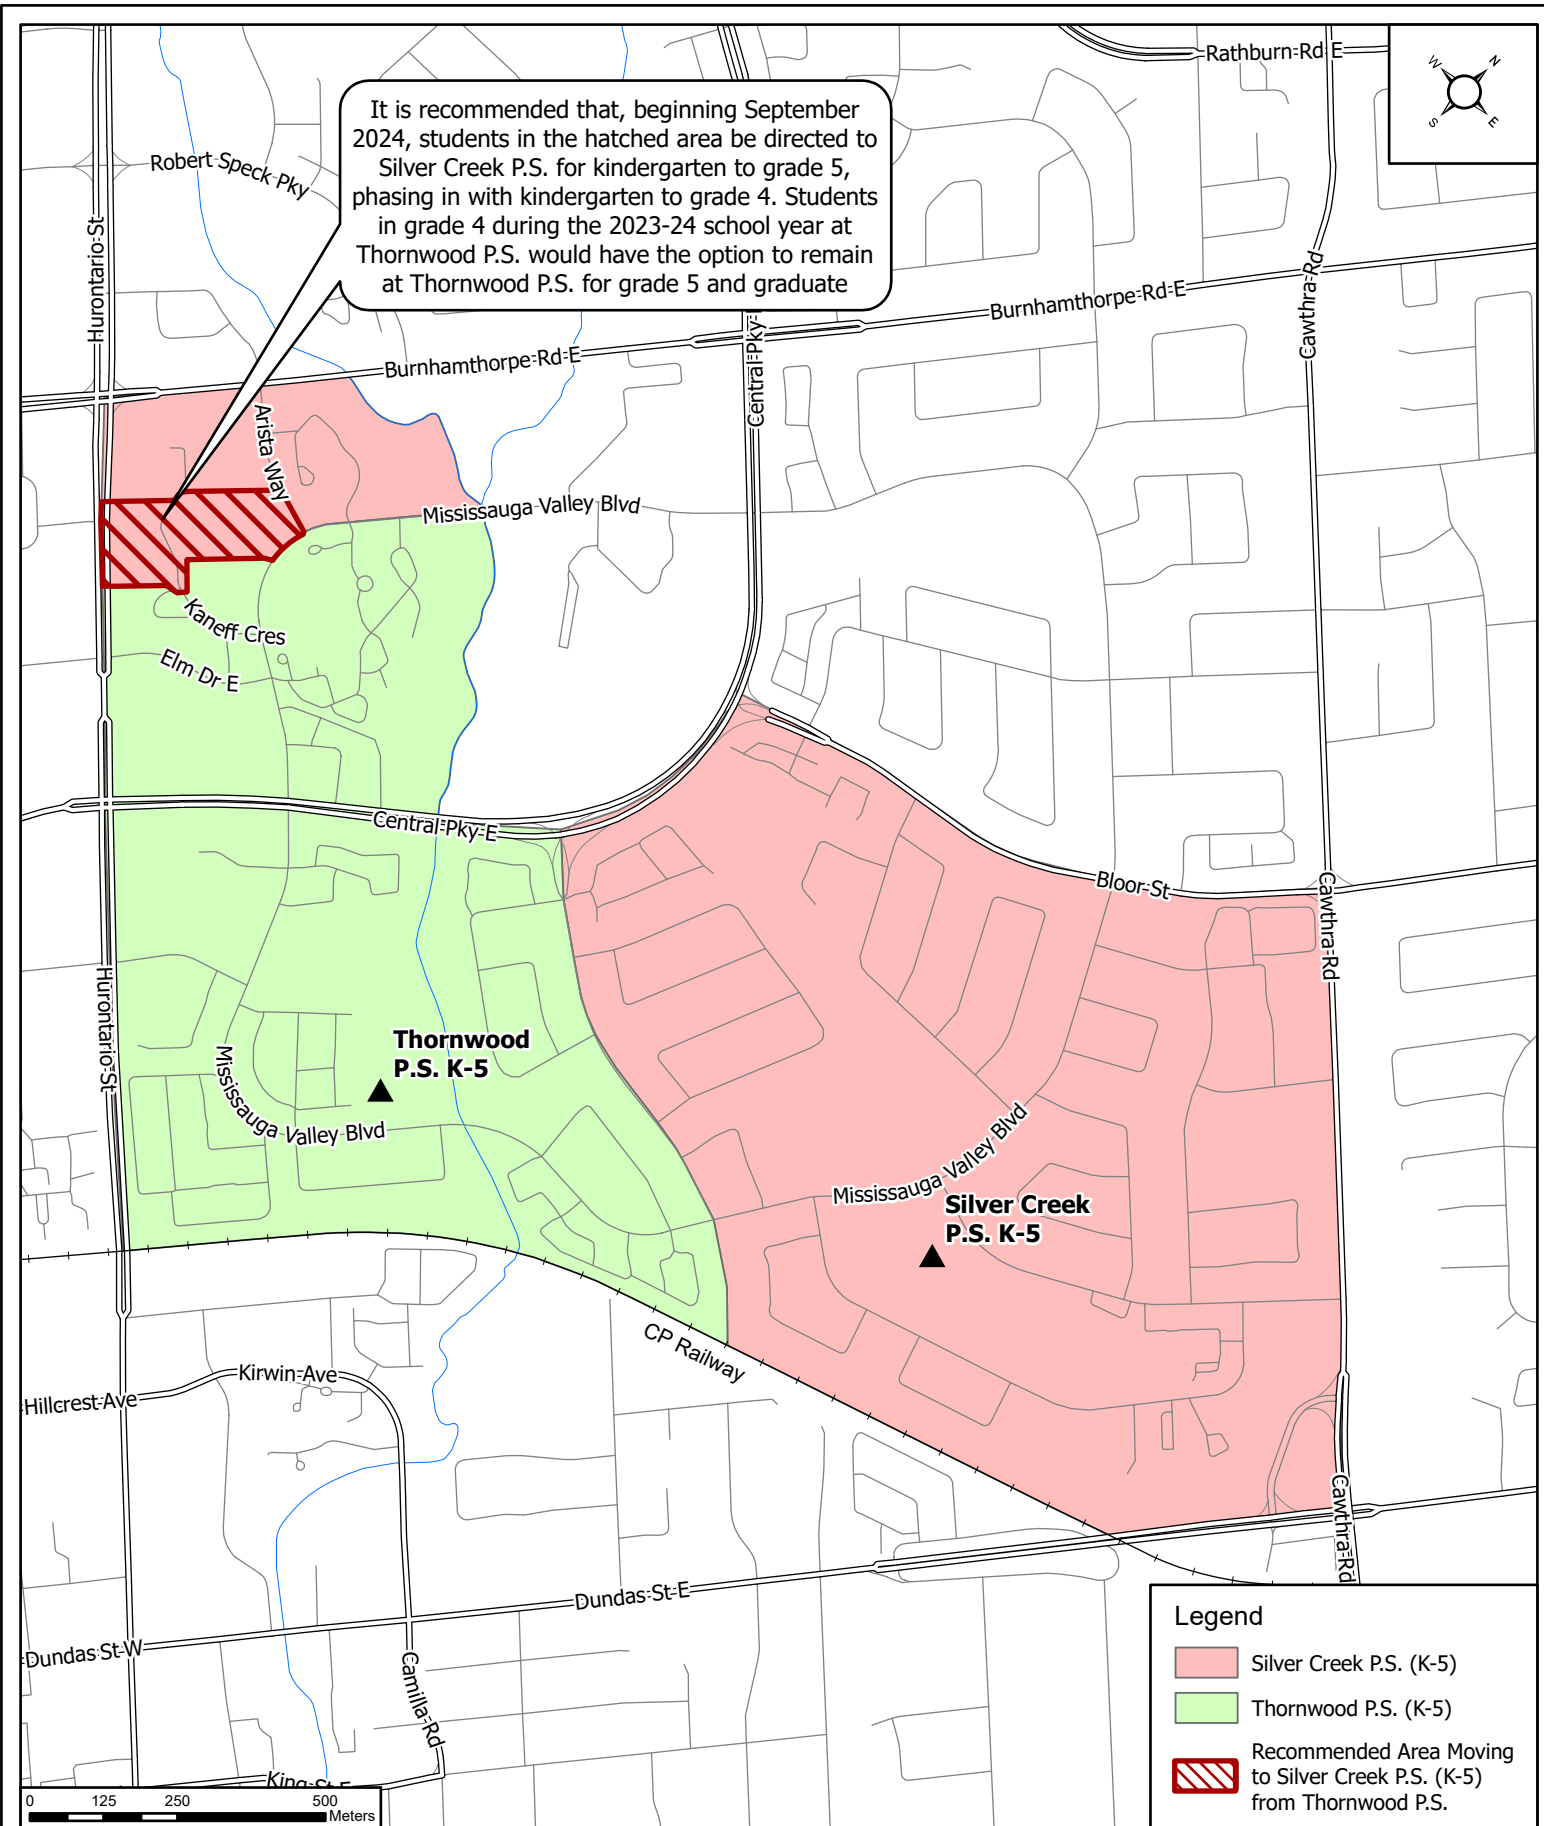 Rathburn Rd E
W
N
S
E
It is recommended that, beginning September
2024, students in the hatched area be directed to
Silver Creek P.S. for kindergarten to grade 5,
phasing in with kindergarten to grade 4. Students
in grade 4 during the 2023-24 school year at
Thornwood P.S. would have the option to remain
at Thornwood P.S. for grade 5 and graduate
Robert Speck Pky
Hurontario St
Burnhamthorpe Rd E
Cawthra Rd
Burnhamthorpe Rd E
Central Pky
Arista Way
Mississauga Valley Blvd
Kaneff Cres
Elm Dr E
Central Pky E
Bloor St
Cawthra Rd
Hurontario St
Thornwood
P.S. K-5
Mississauga Valley Blvd
Mississauga Valley Blvd
Silver Creek
P.S. K-5
CP Railway
Kirwin Ave
Hillcrest Ave
Cawthra Rd
Dundas St E
Dundas St W
Camilla Rd
King St E
0 125 250 500
Meters
Legend
Silver Creek P.S. (K-5)
Thornwood P.S. (K-5)
Recommended Area Moving
to Silver Creek P.S. (K-5)
from Thornwood P.S.